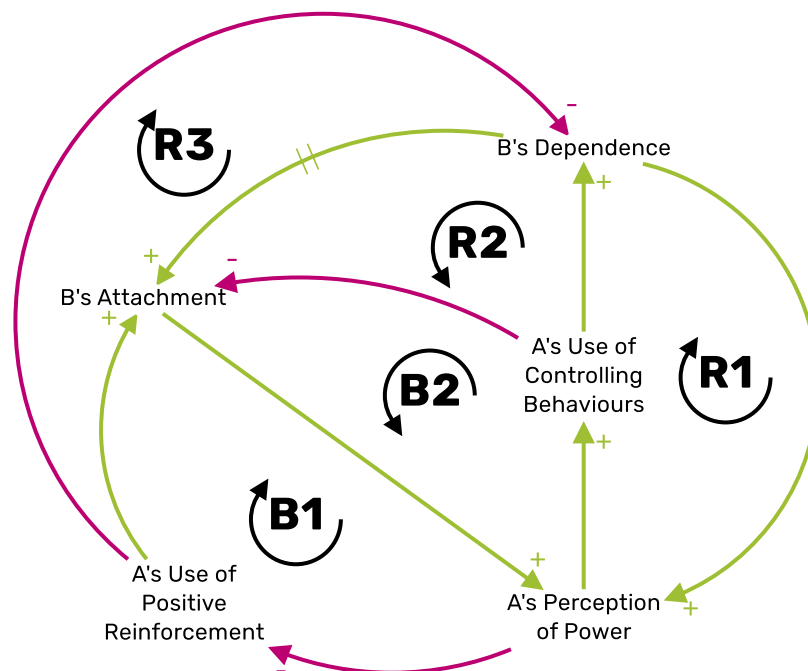 -
B's Dependence
+
R3
R2
+
-
B's Attachment
+
A's Use of
Controlling
Behaviours
R1
B2
+
B1
+
A's Use of
Positive
Reinforcement
A's Perception
of Power
+
-